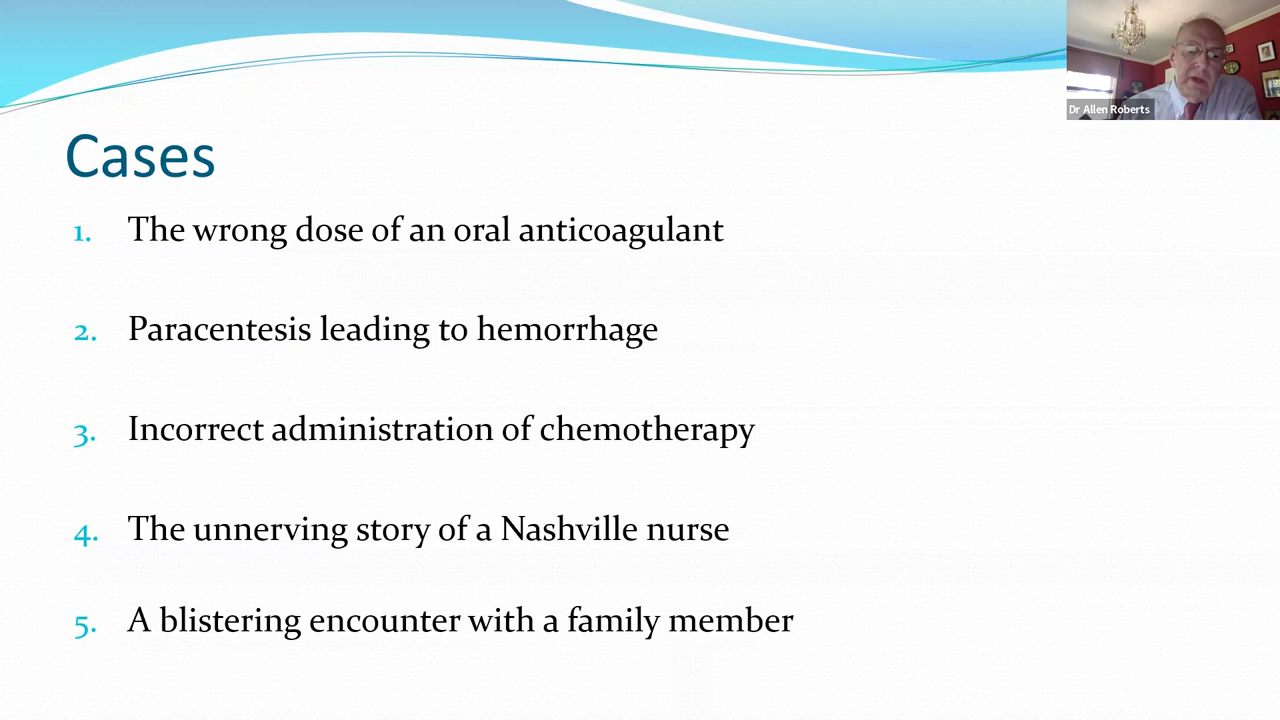 Dr Allen Roberts
Cases
1. The wrong dose of an oral anticoagulant
2. Paracentesis leading to hemorrhage
3. Incorrect administration of chemotherapy
4. The unnerving story of a Nashville nurse
5. A blistering encounter with a family member